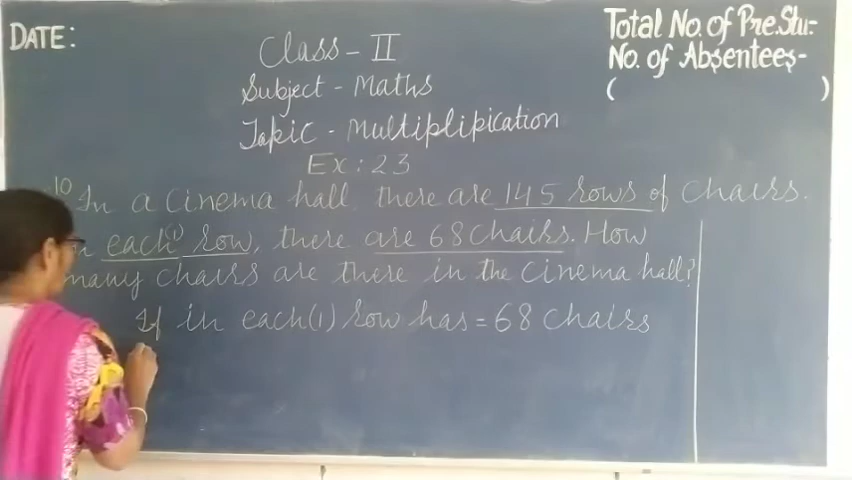 DATE:
Total No. of Pre.Stu:-
No. of Absentees-
( )
Class - II
Subject - Maths
Topic - Multiplipication
Ex: 23
10 In a cinema hall there are 145 rows of chairs.
each(1) row, there are 68 chairs. How
many chairs are there in the cinema hall?
If in each(1) row has = 68 chairs